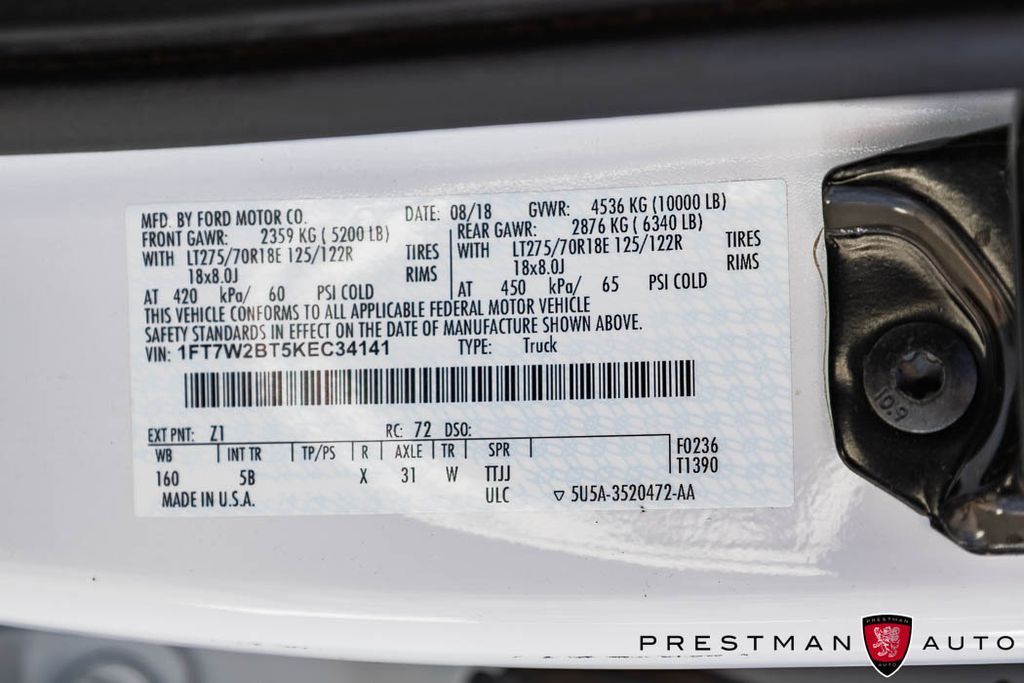 MFD. BY FORD MOTOR CO. DATE: 08/18 GVWR: 4536 KG (10000 LB)
FRONT GAWR: 2359 KG ( 5200 LB) REAR GAWR: 2876 KG ( 6340 LB)
WITH LT275/70R18E 125/122R TIRES WITH LT275/70R18E 125/122R TIRES
18x8.0J RIMS 18x8.0J RIMS
AT 420 kPa/ 60 PSI COLD AT 450 kPa/ 65 PSI COLD
THIS VEHICLE CONFORMS TO ALL APPLICABLE FEDERAL MOTOR VEHICLE
SAFETY STANDARDS IN EFFECT ON THE DATE OF MANUFACTURE SHOWN ABOVE.
VIN: 1FT7W2BT5KEC34141 TYPE: Truck
EXT PNT: Z1 RC: 72 DSO:
WB INT TR TP/PS R AXLE TR SPR F0236
160 5B X 31 W TTJJ T1390
MADE IN U.S.A. ULC ▽ 5U5A-3520472-AA
10.9
PRESTMAN AUTO
PRESTMAN
AUTO